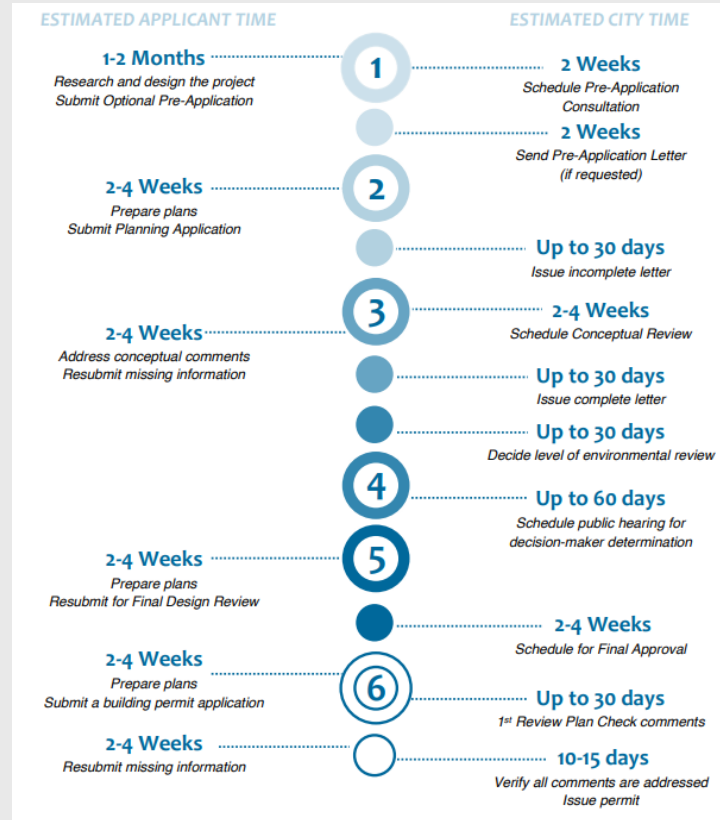 ESTIMATED APPLICANT TIME
ESTIMATED CITY TIME
1-2 Months
Research and design the project
Submit Optional Pre-Application
1
2 Weeks
Schedule Pre-Application
Consultation
2 Weeks
Send Pre-Application Letter
(if requested)
2-4 Weeks
Prepare plans
Submit Planning Application
2
Up to 30 days
Issue incomplete letter
3
2-4 Weeks
Schedule Conceptual Review
2-4 Weeks
Address conceptual comments
Resubmit missing information
Up to 30 days
Issue complete letter
Up to 30 days
Decide level of environmental review
4
Up to 60 days
Schedule public hearing for
decision-maker determination
2-4 Weeks
Prepare plans
Resubmit for Final Design Review
5
2-4 Weeks
Schedule for Final Approval
2-4 Weeks
Prepare plans
Submit a building permit application
6
Up to 30 days
1st Review Plan Check comments
2-4 Weeks
Resubmit missing information
10-15 days
Verify all comments are addressed
Issue permit